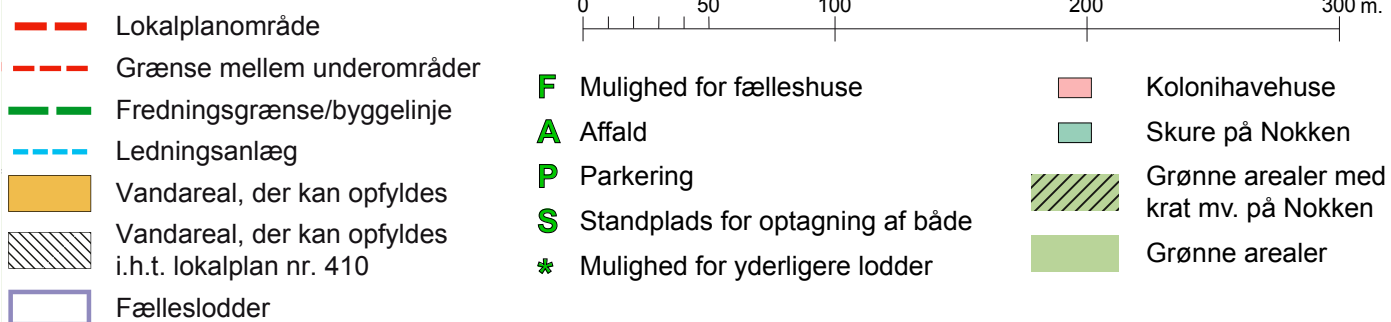 Lokalplanområde
Grænse mellem underområder
Fredningsgrænse/byggelinje
Ledningsanlæg
Vandareal, der kan opfyldes
Vandareal, der kan opfyldes
i.h.t. lokalplan nr. 410
Fælleslodder
0 50 100 200 300 m.
F Mulighed for fælleshuse
A Affald
P Parkering
S Standplads for optagning af både
* Mulighed for yderligere lodder
Kolonihavehuse
Skure på Nokken
Grønne arealer med
krat mv. på Nokken
Grønne arealer